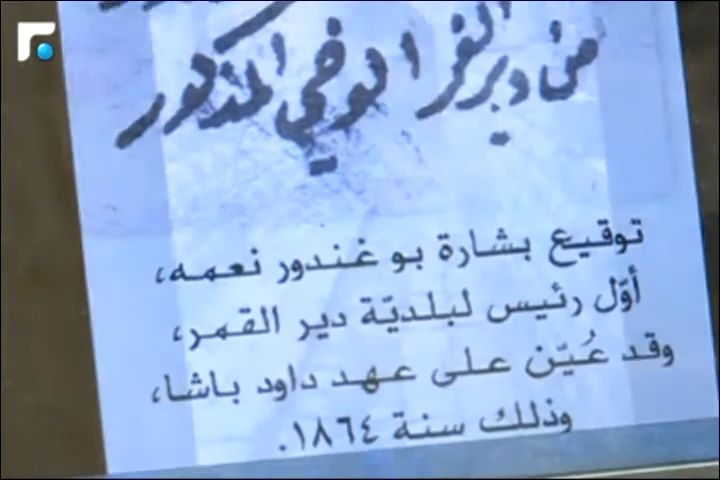 توقيع بشارة بو غندور نعمه،
أوّل رئيس لبلديّة دير القمر،
وقد عُيّن على عهد داود باشا،
وذلك سنة ١٨٦٤.